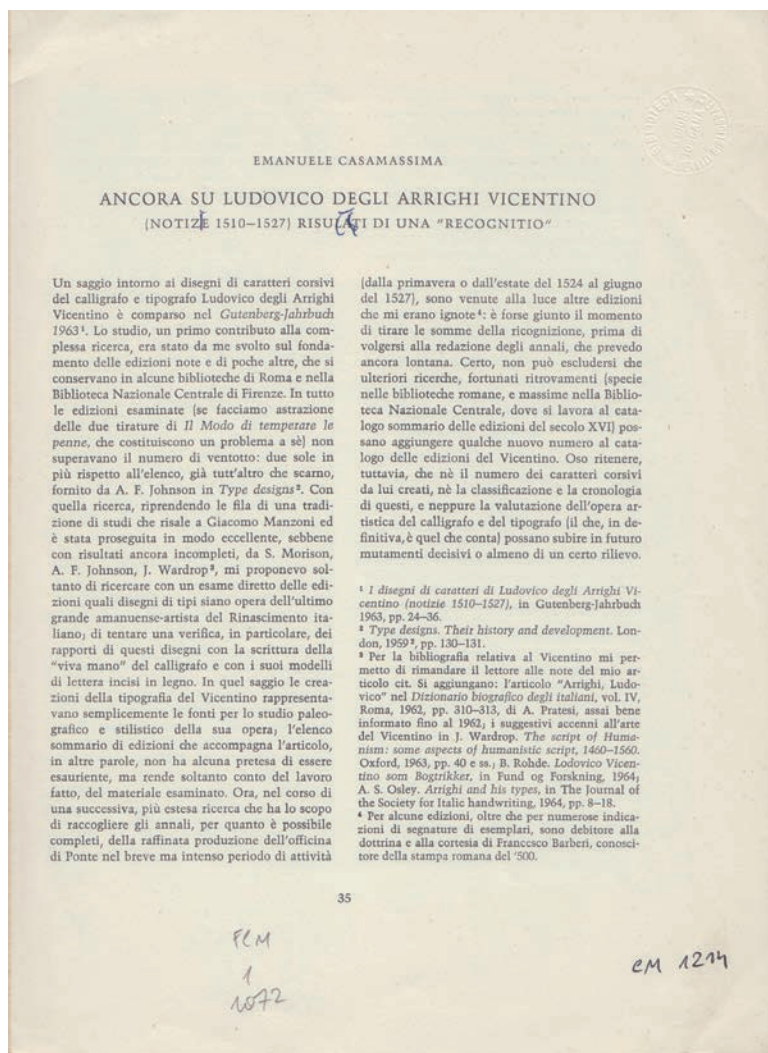 EMANUELE CASAMASSIMA
ANCORA SU LUDOVICO DEGLI ARRIGHI VICENTINO
(NOTIZIE 1510–1527) RISULTATI DI UNA "RECOGNITIO"
Un saggio intorno ai disegni di caratteri corsivi
del calligrafo e tipografo Ludovico degli Arrighi
Vicentino è comparso nel Gutenberg-Jahrbuch
1963¹. Lo studio, un primo contributo alla com-
plessa ricerca, era stato da me svolto sul fonda-
mento delle edizioni note e di poche altre, che si
conservano in alcune biblioteche di Roma e nella
Biblioteca Nazionale Centrale di Firenze. In tutto
le edizioni esaminate (se facciamo astrazione
delle due tirature di Il Modo di temperare le
penne, che costituiscono un problema a sè) non
superavano il numero di ventotto: due sole in
più rispetto all'elenco, già tutt'altro che scarno,
fornito da A. F. Johnson in Type designs². Con
quella ricerca, riprendendo le fila di una tradi-
zione di studi che risale a Giacomo Manzoni ed
è stata proseguita in modo eccellente, sebbene
con risultati ancora incompleti, da S. Morison,
A. F. Johnson, J. Wardrop³, mi proponevo sol-
tanto di ricercare con un esame diretto delle edi-
zioni quali disegni di tipi siano opera dell'ultimo
grande amanuense-artista del Rinascimento ita-
liano; di tentare una verifica, in particolare, dei
rapporti di questi disegni con la scrittura della
"viva mano" del calligrafo e con i suoi modelli
di lettera incisi in legno. In quel saggio le crea-
zioni della tipografia del Vicentino rappresenta-
vano semplicemente le fonti per lo studio paleo-
grafico e stilistico della sua opera; l'elenco
sommario di edizioni che accompagna l'articolo,
in altre parole, non ha alcuna pretesa di essere
esauriente, ma rende soltanto conto del lavoro
fatto, del materiale esaminato. Ora, nel corso di
una successiva, più estesa ricerca che ha lo scopo
di raccogliere gli annali, per quanto è possibile
completi, della raffinata produzione dell'officina
di Ponte nel breve ma intenso periodo di attività
(dalla primavera o dall'estate del 1524 al giugno
del 1527), sono venute alla luce altre edizioni
che mi erano ignote⁴: è forse giunto il momento
di tirare le somme della ricognizione, prima di
volgersi alla redazione degli annali, che prevedo
ancora lontana. Certo, non può escludersi che
ulteriori ricerche, fortunati ritrovamenti (specie
nelle biblioteche romane, e massime nella Biblio-
teca Nazionale Centrale, dove si lavora al cata-
logo sommario delle edizioni del secolo XVI) pos-
sano aggiungere qualche nuovo numero al cata-
logo delle edizioni del Vicentino. Oso ritenere,
tuttavia, che nè il numero dei caratteri corsivi
da lui creati, nè la classificazione e la cronologia
di questi, e neppure la valutazione dell'opera ar-
tistica del calligrafo e del tipografo (il che, in de-
finitiva, è quel che conta) possano subire in futuro
mutamenti decisivi o almeno di un certo rilievo.
¹ I disegni di caratteri di Ludovico degli Arrighi Vi-
centino (notizie 1510–1527), in Gutenberg-Jahrbuch
1963, pp. 24–36.
² Type designs. Their history and development. Lon-
don, 1959², pp. 130–131.
³ Per la bibliografia relativa al Vicentino mi per-
metto di rimandare il lettore alle note del mio ar-
ticolo cit. Si aggiungano: l'articolo "Arrighi, Ludo-
vico" nel Dizionario biografico degli italiani, vol. IV,
Roma, 1962, pp. 310–313, di A. Pratesi, assai bene
informato fino al 1962; i suggestivi accenni all'arte
del Vicentino in J. Wardrop. The script of Huma-
nism: some aspects of humanistic script, 1460–1560.
Oxford, 1963, pp. 40 e ss.; B. Rohde. Lodovico Vicen-
tino som Bogtrikker, in Fund og Forskning, 1964;
A. S. Osley. Arrighi and his types, in The Journal of
the Society for Italic handwriting, 1964, pp. 8–18.
⁴ Per alcune edizioni, oltre che per numerose indica-
zioni di segnature di esemplari, sono debitore alla
dottrina e alla cortesia di Francesco Barberi, conosci-
tore della stampa romana del '500.
35
FCM
1
1072
CM 1214